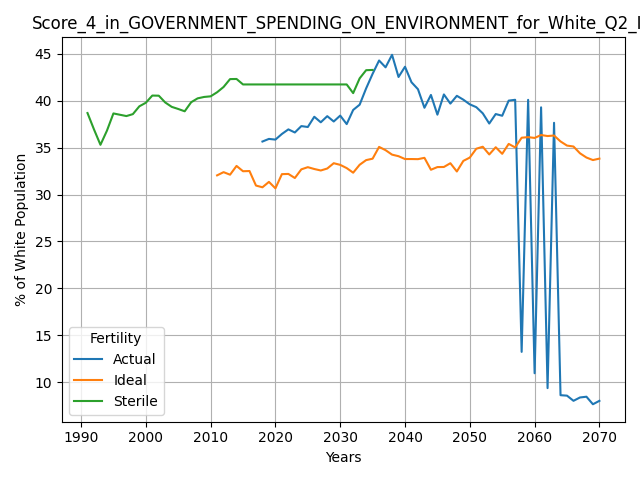 Score_4_in_GOVERNMENT_SPENDING_ON_ENVIRONMENT_for_White_Q2_I
% of White Population
45
40
35
30
25
20
15
10
Fertility
Actual
Ideal
Sterile
1990 2000 2010 2020 2030 2040 2050 2060 2070
Years